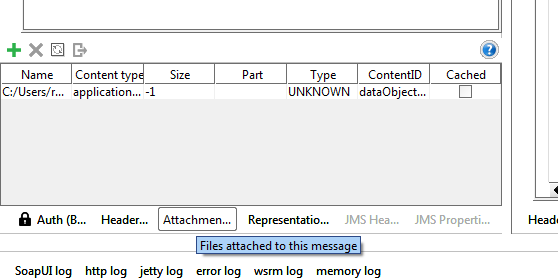 Name Content type Size Part Type ContentID Cached
C:/Users/r... application... -1 UNKNOWN dataObject...
Auth (B... Header... Attachmen... Representatio... JMS Hea... JMS Properti... Heade
Files attached to this message
SoapUI log http log jetty log error log wsrm log memory log